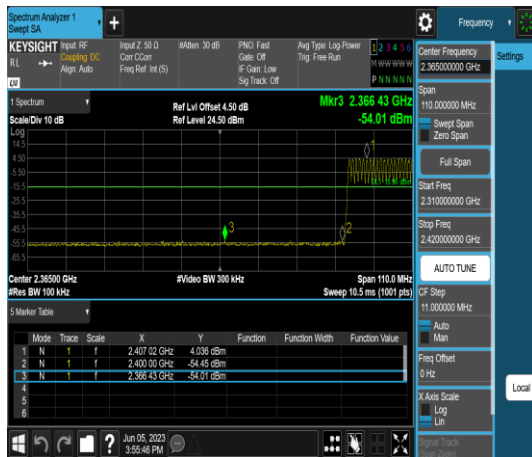 Spectrum Analyzer 1
Swept SA
Frequency
KEYSIGHT Input: RF Input Z: 50 Ω #Atten: 30 dB PNO: Fast Avg Type: Log-Power 1 2 3 4 5 6
R L Coupling: DC Corr CCorr Gate: Off Trig: Free Run M W W W W W
Align: Auto Freq Ref: Int (S) IF Gain: Low
Sig Track: Off P N N N N N
LXI
Center Frequency
2.365000000 GHz
Settings
Span
110.000000 MHz
Swept Span
Zero Span
Full Span
Start Freq
2.310000000 GHz
Stop Freq
2.420000000 GHz
AUTO TUNE
CF Step
11.000000 MHz
Auto
Man
Freq Offset
0 Hz
Local
X Axis Scale
Log
Lin
Signal Track
(Span Zoom)
1 Spectrum
Scale/Div 10 dB
Ref Lvl Offset 4.50 dB
Ref Level 24.50 dBm
Mkr3 2.366 43 GHz
-54.01 dBm
Log
14.5
4.50
-5.50
-15.5
-25.5
-35.5
-45.5
-55.5
-65.5
1
2
3
Center 2.36500 GHz #Video BW 300 kHz Span 110.0 MHz
#Res BW 100 kHz Sweep 10.5 ms (1001 pts)
5 Marker Table
Mode Trace Scale X Y Function Function Width Function Value
1 N 1 f 2.407 02 GHz 4.036 dBm
2 N 1 f 2.400 00 GHz -54.45 dBm
3 N 1 f 2.366 43 GHz -54.01 dBm
4
5
6
Jun 05, 2023
3:55:46 PM